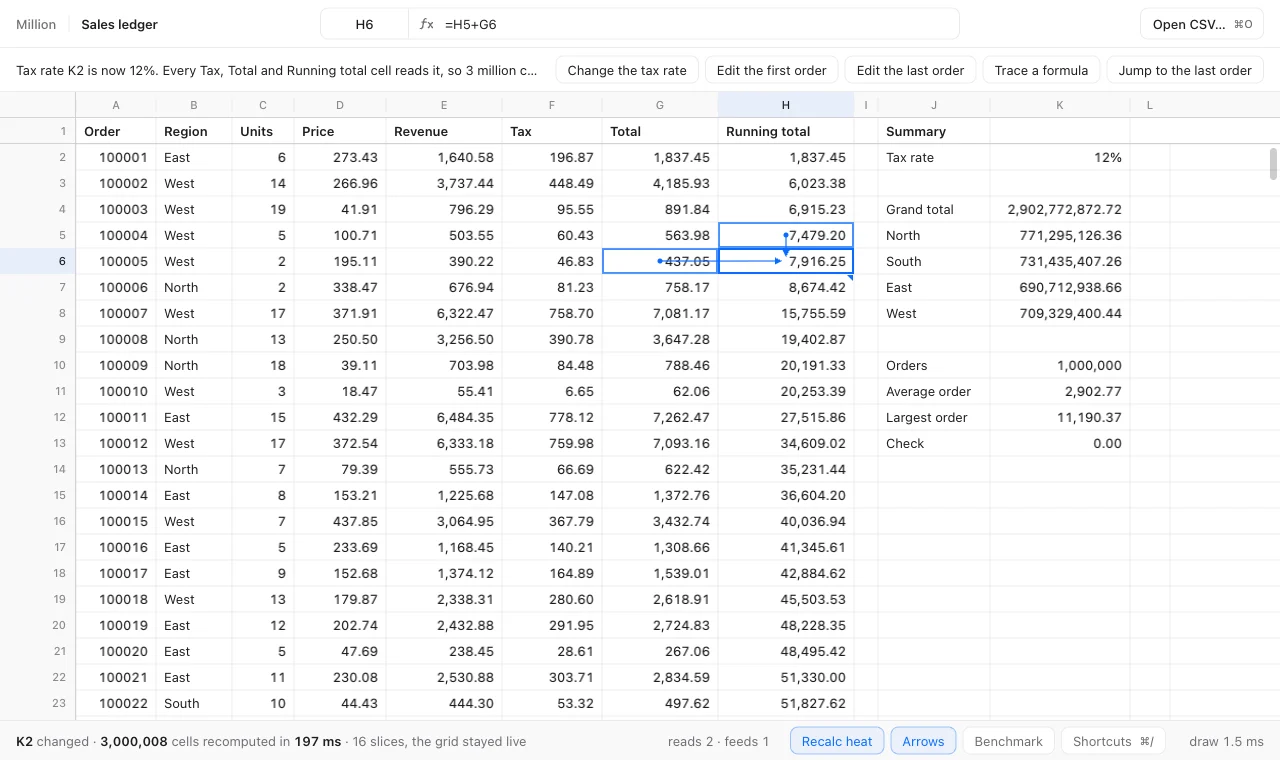 Million Sales ledger H6 fx =H5+G6 Open CSV... ⌘O
Tax rate K2 is now 12%. Every Tax, Total and Running total cell reads it, so 3 million c... Change the tax rate Edit the first order Edit the last order Trace a formula Jump to the last order
A B C D E F G H I J K L
1 Order Region Units Price Revenue Tax Total Running total Summary
2 100001 East 6 273.43 1,640.58 196.87 1,837.45 1,837.45 Tax rate 12%
3 100002 West 14 266.96 3,737.44 448.49 4,185.93 6,023.38
4 100003 West 19 41.91 796.29 95.55 891.84 6,915.23 Grand total 2,902,772,872.72
5 100004 West 5 100.71 503.55 60.43 563.98 7,479.20 North 771,295,126.36
6 100005 West 2 195.11 390.22 46.83 437.05 7,916.25 South 731,435,407.26
7 100006 North 2 338.47 676.94 81.23 758.17 8,674.42 East 690,712,938.66
8 100007 West 17 371.91 6,322.47 758.70 7,081.17 15,755.59 West 709,329,400.44
9 100008 North 13 250.50 3,256.50 390.78 3,647.28 19,402.87
10 100009 North 18 39.11 703.98 84.48 788.46 20,191.33 Orders 1,000,000
11 100010 West 3 18.47 55.41 6.65 62.06 20,253.39 Average order 2,902.77
12 100011 East 15 432.29 6,484.35 778.12 7,262.47 27,515.86 Largest order 11,190.37
13 100012 West 17 372.54 6,333.18 759.98 7,093.16 34,609.02 Check 0.00
14 100013 North 7 79.39 555.73 66.69 622.42 35,231.44
15 100014 East 8 153.21 1,225.68 147.08 1,372.76 36,604.20
16 100015 West 7 437.85 3,064.95 367.79 3,432.74 40,036.94
17 100016 East 5 233.69 1,168.45 140.21 1,308.66 41,345.61
18 100017 East 9 152.68 1,374.12 164.89 1,539.01 42,884.62
19 100018 West 13 179.87 2,338.31 280.60 2,618.91 45,503.53
20 100019 East 12 202.74 2,432.88 291.95 2,724.83 48,228.35
21 100020 East 5 47.69 238.45 28.61 267.06 48,495.42
22 100021 East 11 230.08 2,530.88 303.71 2,834.59 51,330.00
23 100022 South 10 44.43 444.30 53.32 497.62 51,827.62
K2 changed · 3,000,008 cells recomputed in 197 ms · 16 slices, the grid stayed live reads 2 · feeds 1 Recalc heat Arrows Benchmark Shortcuts ⌘/ draw 1.5 ms